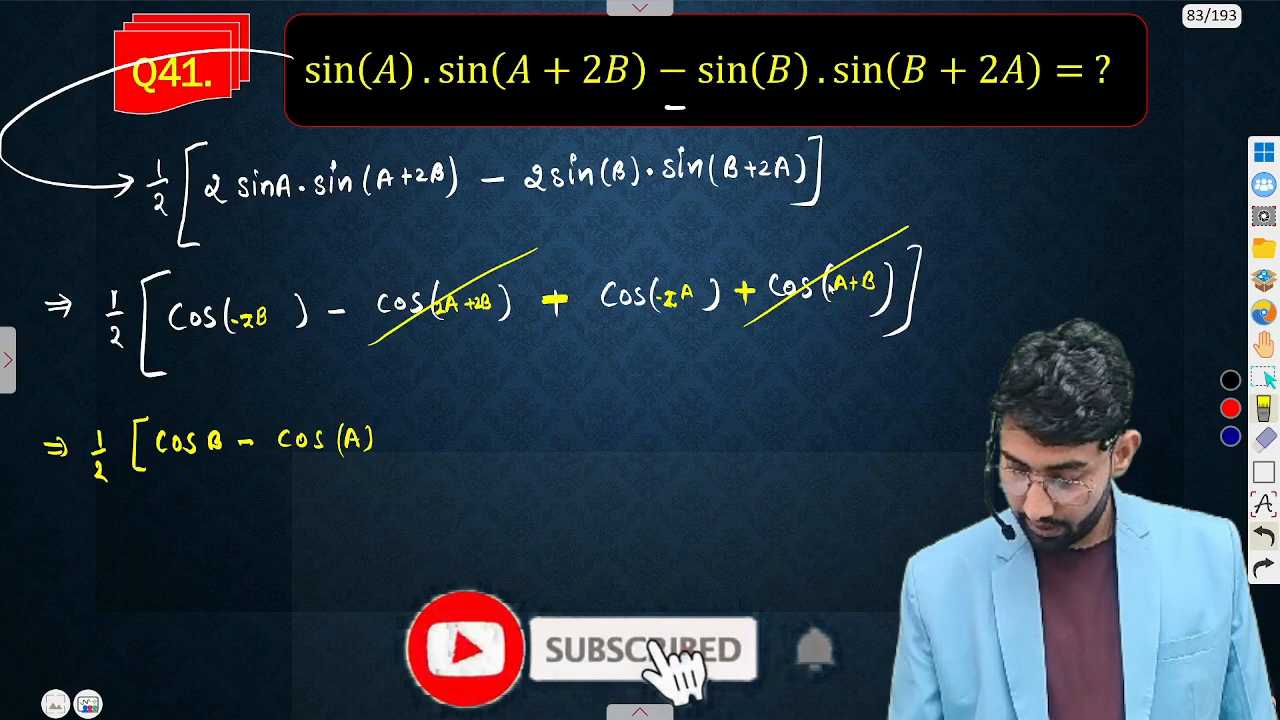 83/193
Q41. sin(A).sin(A + 2B) − sin(B).sin(B + 2A) = ?
1/2 [2 sinA·sin(A+2B) − 2sin(B)·sin(B+2A)]
⇒ 1/2 [cos(-2B) − cos(2A+2B) + cos(-2A) + cos(A+B)]
⇒ 1/2 [cosB − cos(A)
SUBSCRIBED
A